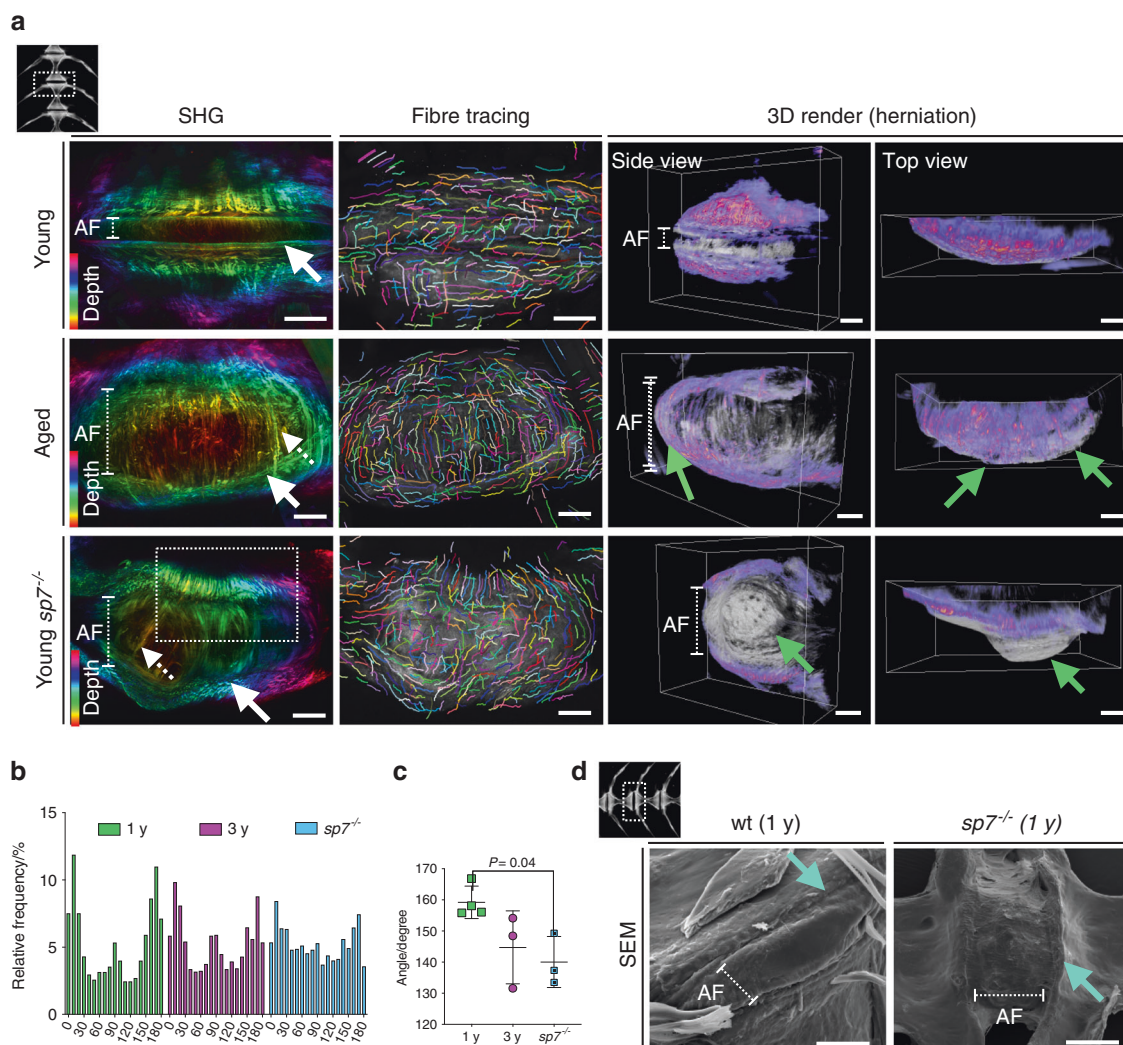 a
SHG
Fibre tracing
3D render (herniation)
Young
AF
Depth
Side view
AF
Top view
Aged
AF
Depth
AF
Young sp7-/-
AF
Depth
AF
b
Relative frequency/%
15
10
5
0
1 y
3 y
sp7-/-
0 30 60 90 120 150 180 0 30 60 90 120 150 180 0 30 60 90 120 150 180
c
Angle/degree
170
160
150
140
130
120
P = 0.04
1 y 3 y sp7-/-
d
wt (1 y)
sp7-/- (1 y)
SEM
AF
AF